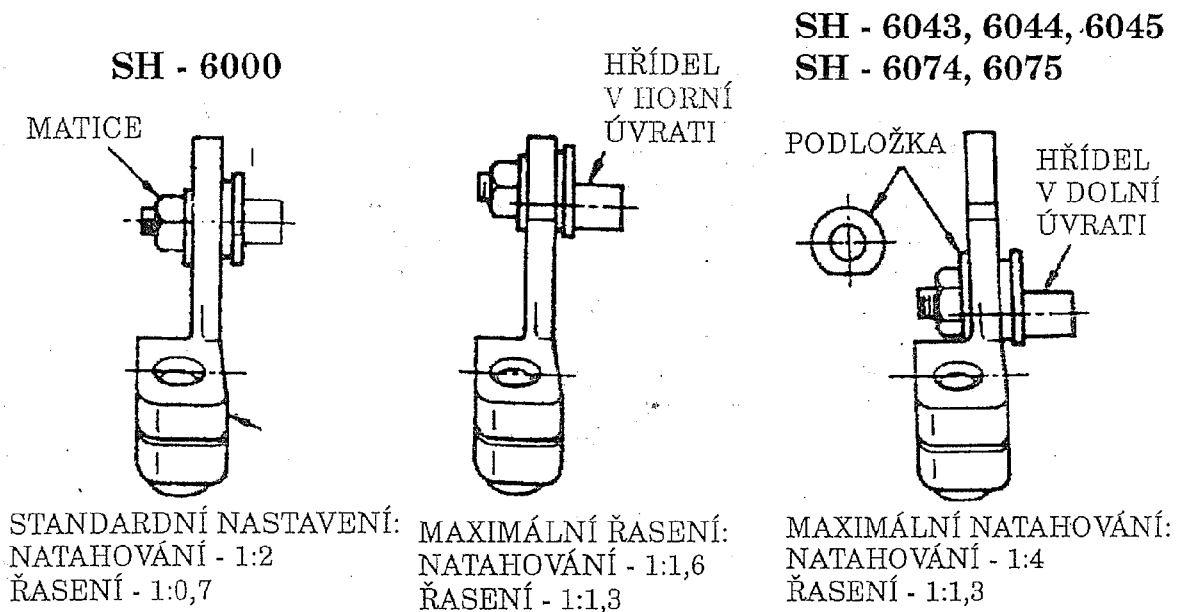 SH - 6000
MATICE
STANDARDNÍ NASTAVENÍ:
NATAHOVÁNÍ - 1:2
ŘASENÍ - 1:0,7
HŘÍDEL
V HORNÍ
ÚVRATI
MAXIMÁLNÍ ŘASENÍ:
NATAHOVÁNÍ - 1:1,6
ŘASENÍ - 1:1,3
SH - 6043, 6044, 6045
SH - 6074, 6075
PODLOŽKA
HŘÍDEL
V DOLNÍ
ÚVRATI
MAXIMÁLNÍ NATAHOVÁNÍ:
NATAHOVÁNÍ - 1:4
ŘASENÍ - 1:1,3